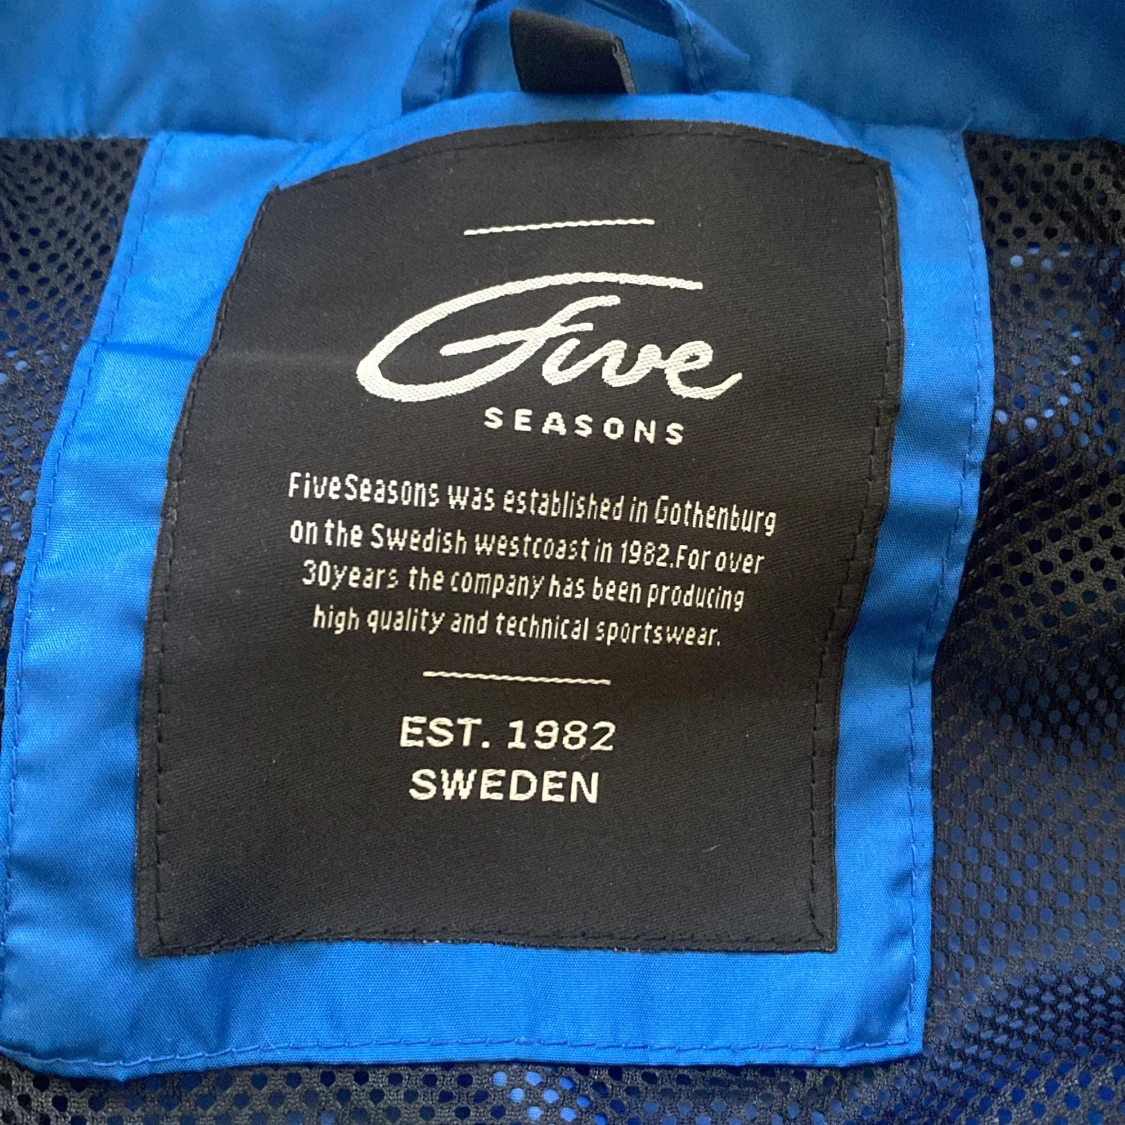 Five
SEASONS
FiveSeasons was established in Gothenburg
on the Swedish westcoast in 1982.For over
30years the company has been producing
high quality and technical sportswear.
EST. 1982
SWEDEN